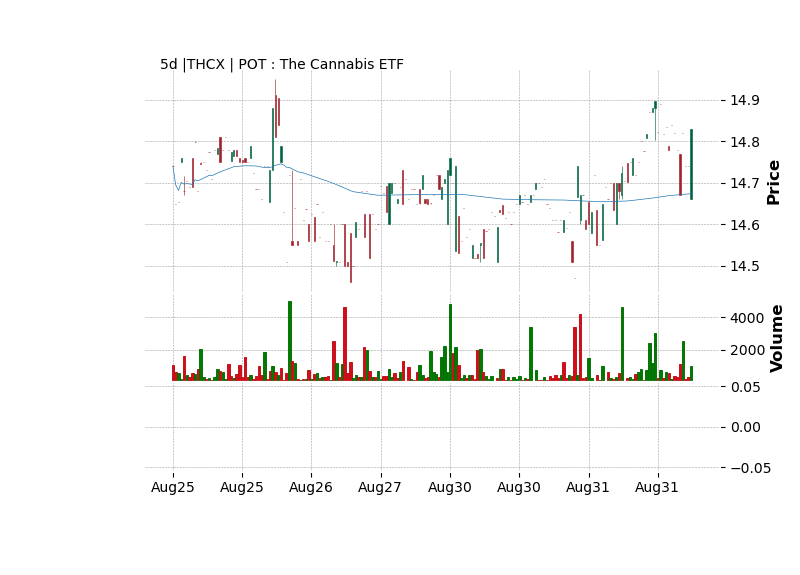 5d |THCX | POT : The Cannabis ETF
14.9
14.8
14.7
14.6
14.5
Price
4000
2000
Volume
0.05
0.00
−0.05
Aug25 Aug25 Aug26 Aug27 Aug30 Aug30 Aug31 Aug31